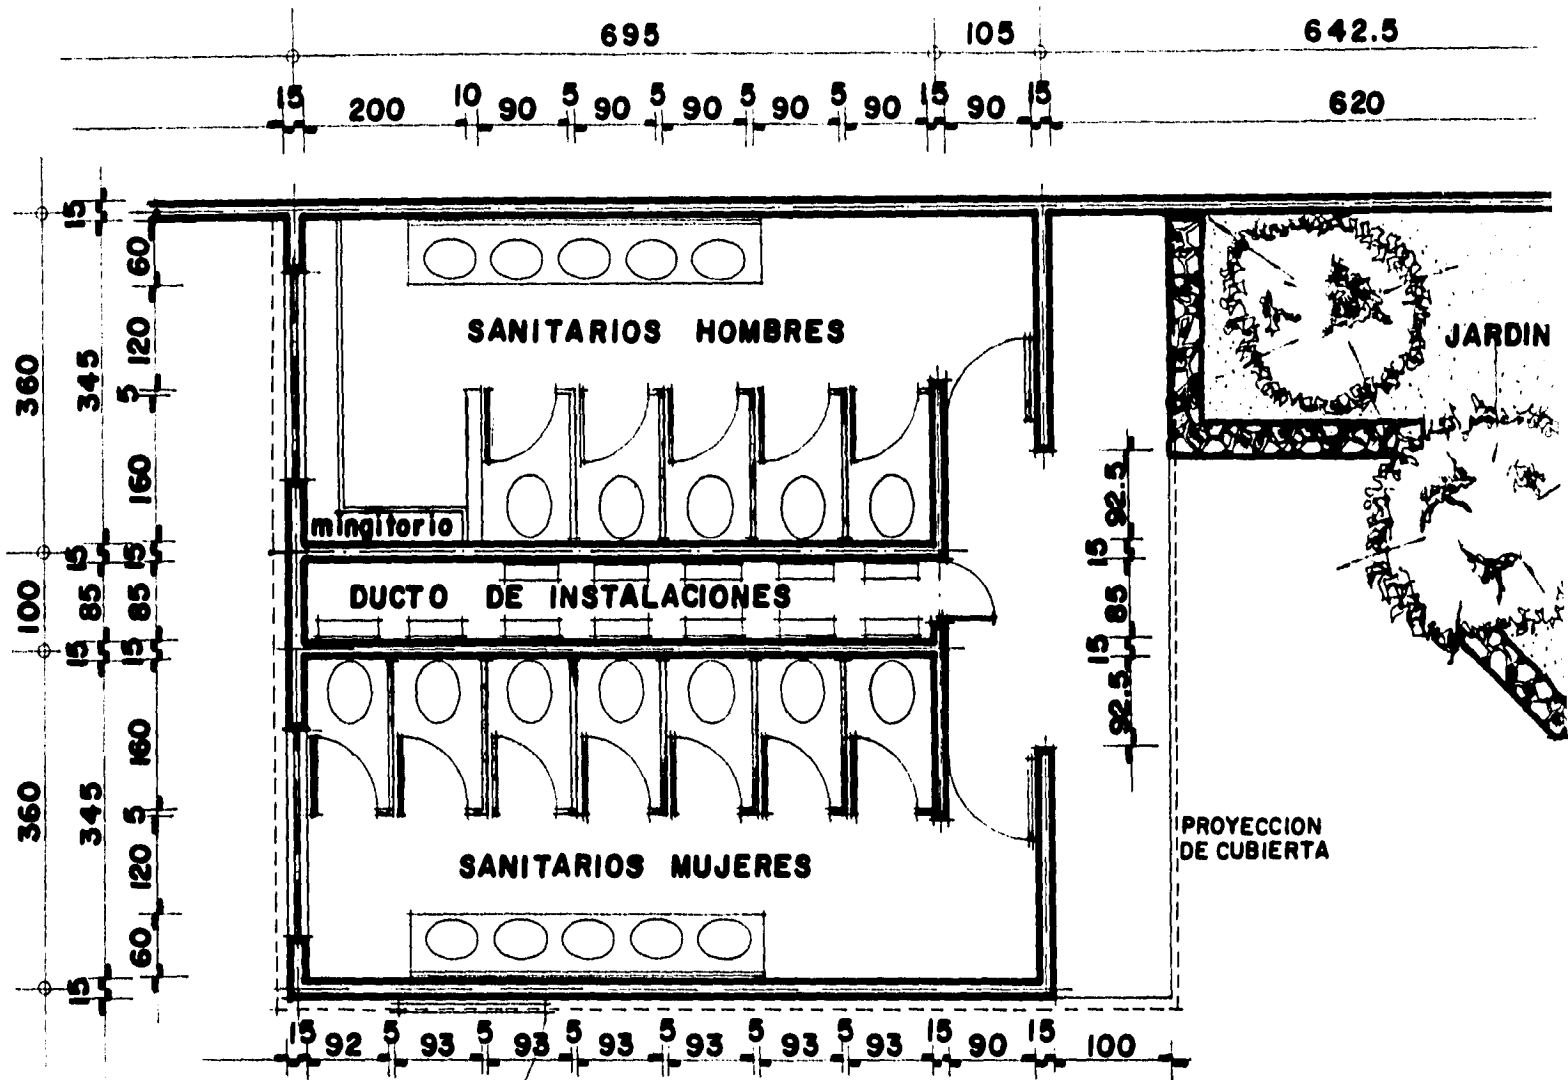 695 105 642.5
15 200 10 90 5 90 5 90 5 90 5 90 15 90 15 620
15
60
SANITARIOS HOMBRES
JARDIN
120
360
345
5
160
92.5
mingitorio
15 15 15
100 85 85 85
DUCTO DE INSTALACIONES
15 15 15
92.5
160
360
345
5
PROYECCION
DE CUBIERTA
120
SANITARIOS MUJERES
60
15
15 92 5 93 5 93 5 93 5 93 5 93 5 93 15 90 15 100